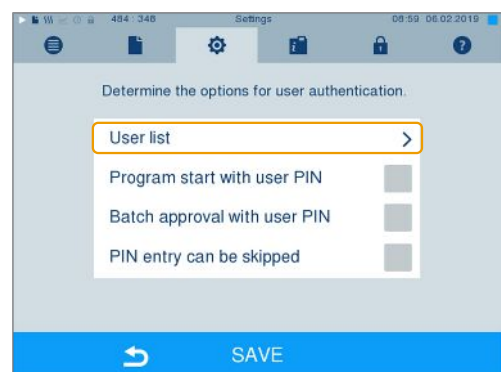 484 : 348 Settings 08:59 06.02.2019
Determine the options for user authentication.
User list
Program start with user PIN
Batch approval with user PIN
PIN entry can be skipped
SAVE